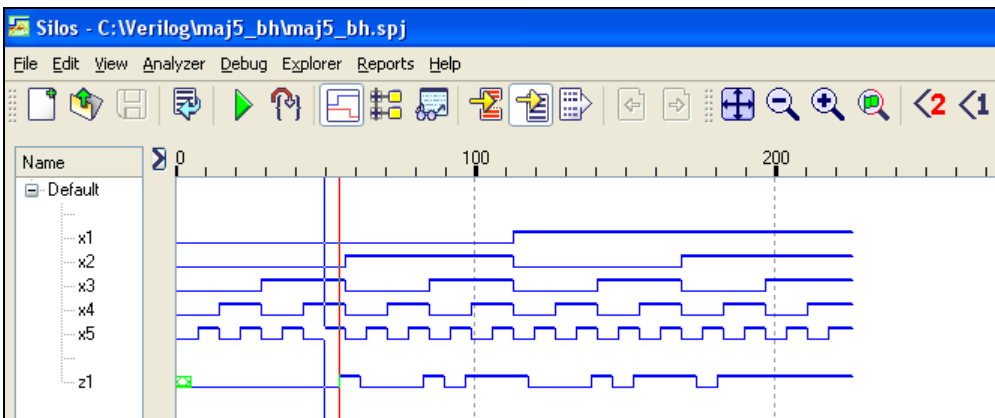 Silos - C:\Verilog\maj5_bh\maj5_bh.spj
File Edit View Analyzer Debug Explorer Reports Help
2 1
Name 0 100 200
Default
x1
x2
x3
x4
x5
z1